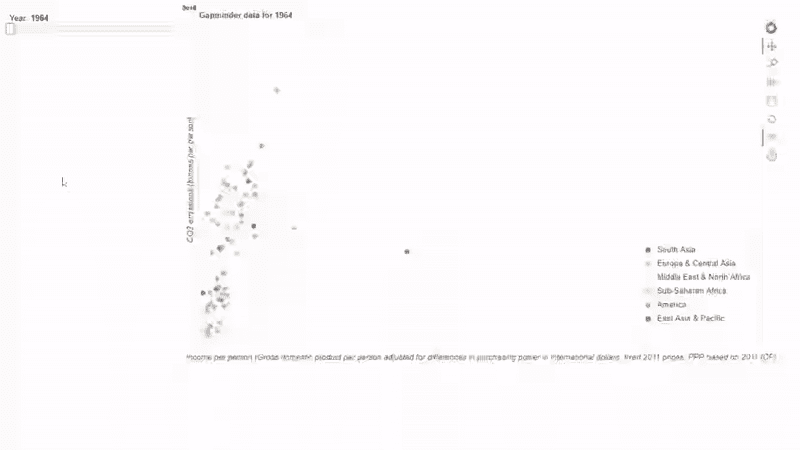 Year: 1964
Gapminder data for 1964
CO2 emissions (tonnes per person)
South Asia
Europe & Central Asia
Middle East & North Africa
Sub-Saharan Africa
America
East Asia & Pacific
Income per person (Gross domestic product per person adjusted for differences in purchasing power in international dollars, fixed 2011 prices, PPP based on 2011 ICP)